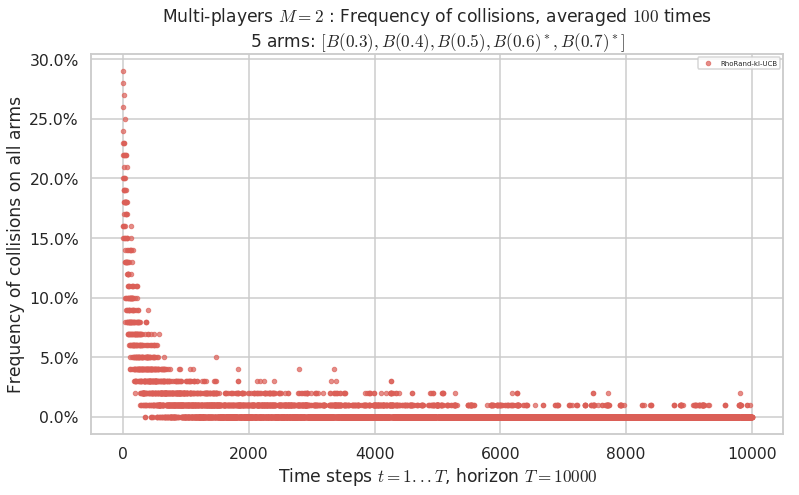 Multi-players M = 2 : Frequency of collisions, averaged 100 times
5 arms: [B(0.3), B(0.4), B(0.5), B(0.6)*, B(0.7)*]
RhoRand-kl-UCB
Frequency of collisions on all arms
30.0%
25.0%
20.0%
15.0%
10.0%
5.0%
0.0%
0 2000 4000 6000 8000 10000
Time steps t = 1...T, horizon T = 10000